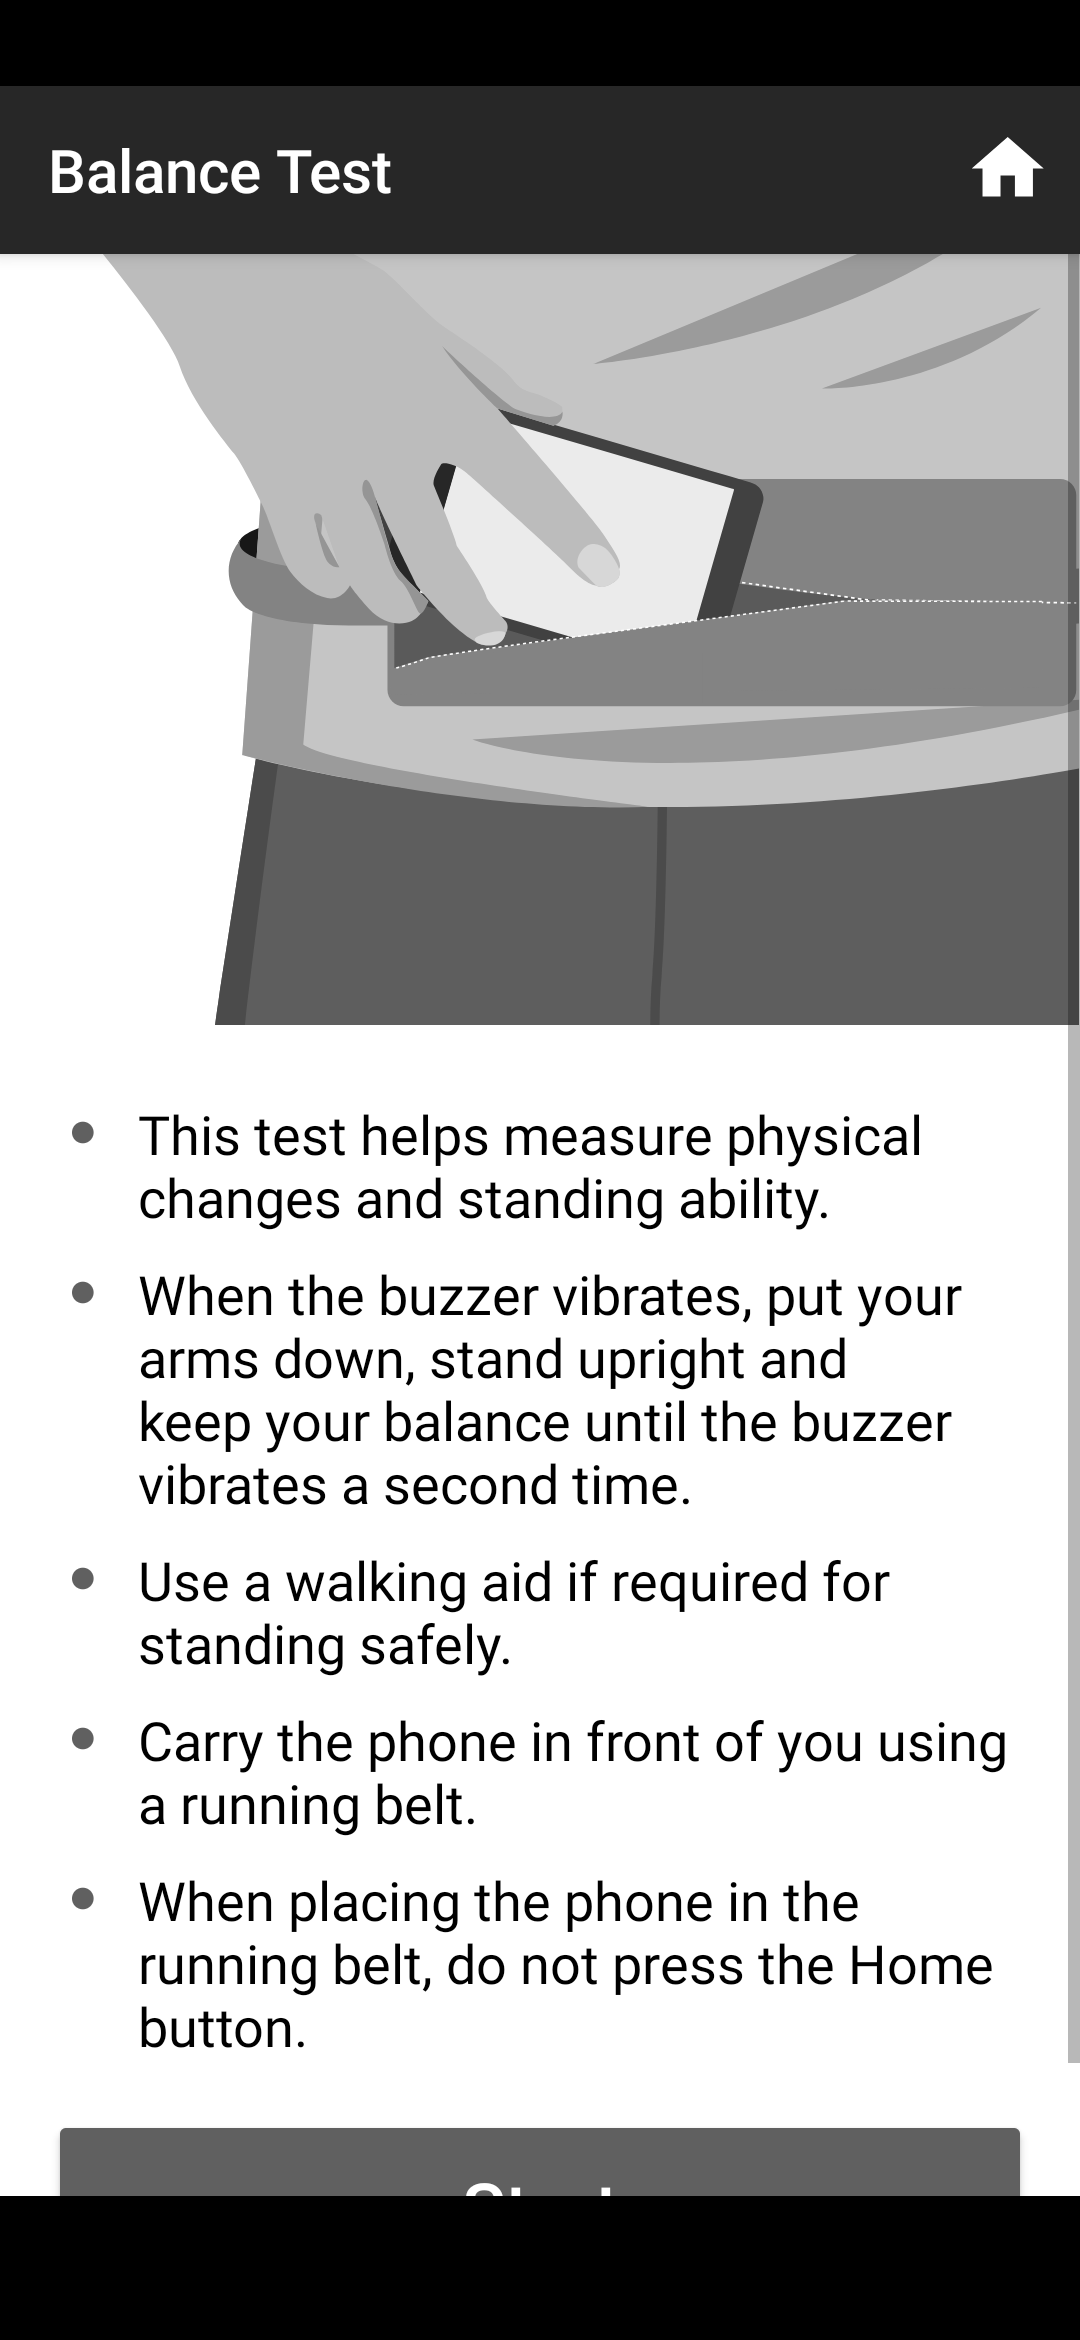 Balance Test
This test helps measure physical
changes and standing ability.
When the buzzer vibrates, put your
arms down, stand upright and
keep your balance until the buzzer
vibrates a second time.
Use a walking aid if required for
standing safely.
Carry the phone in front of you using
a running belt.
When placing the phone in the
running belt, do not press the Home
button.